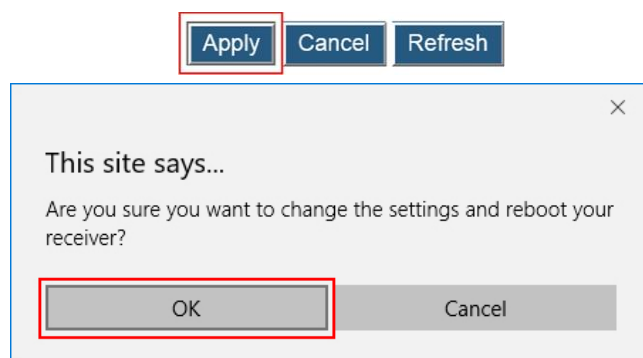 Apply Cancel Refresh
This site says...
Are you sure you want to change the settings and reboot your
receiver?
OK Cancel